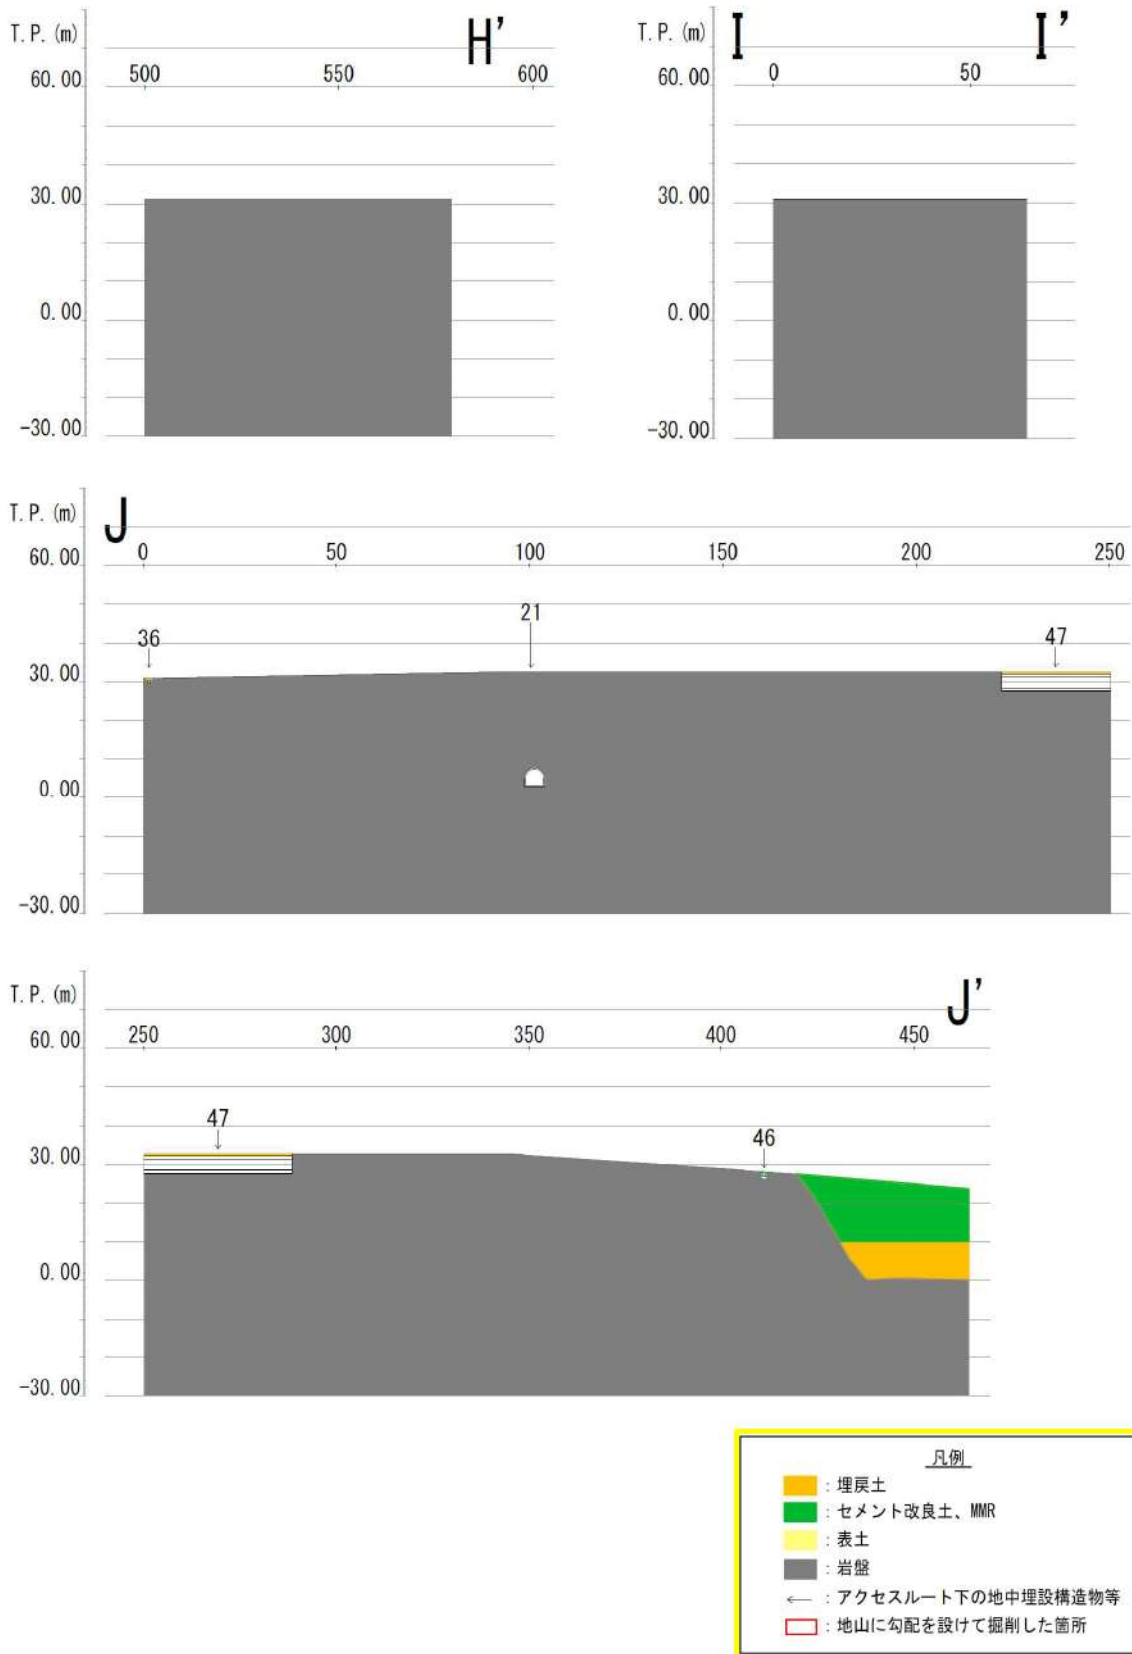 T.P.(m)
H'
500 550 600
60.00
30.00
0.00
-30.00
T.P.(m)
I I'
0 50
60.00
30.00
0.00
-30.00
T.P.(m)
J
0 50 100 150 200 250
60.00
36 21 47
30.00
0.00
-30.00
T.P.(m)
J'
250 300 350 400 450
60.00
47 46
30.00
0.00
-30.00
凡例
：埋戻土
：セメント改良土、MMR
：表土
：岩盤
←：アクセスルート下の地中埋設構造物等
：地山に勾配を設けて掘削した箇所